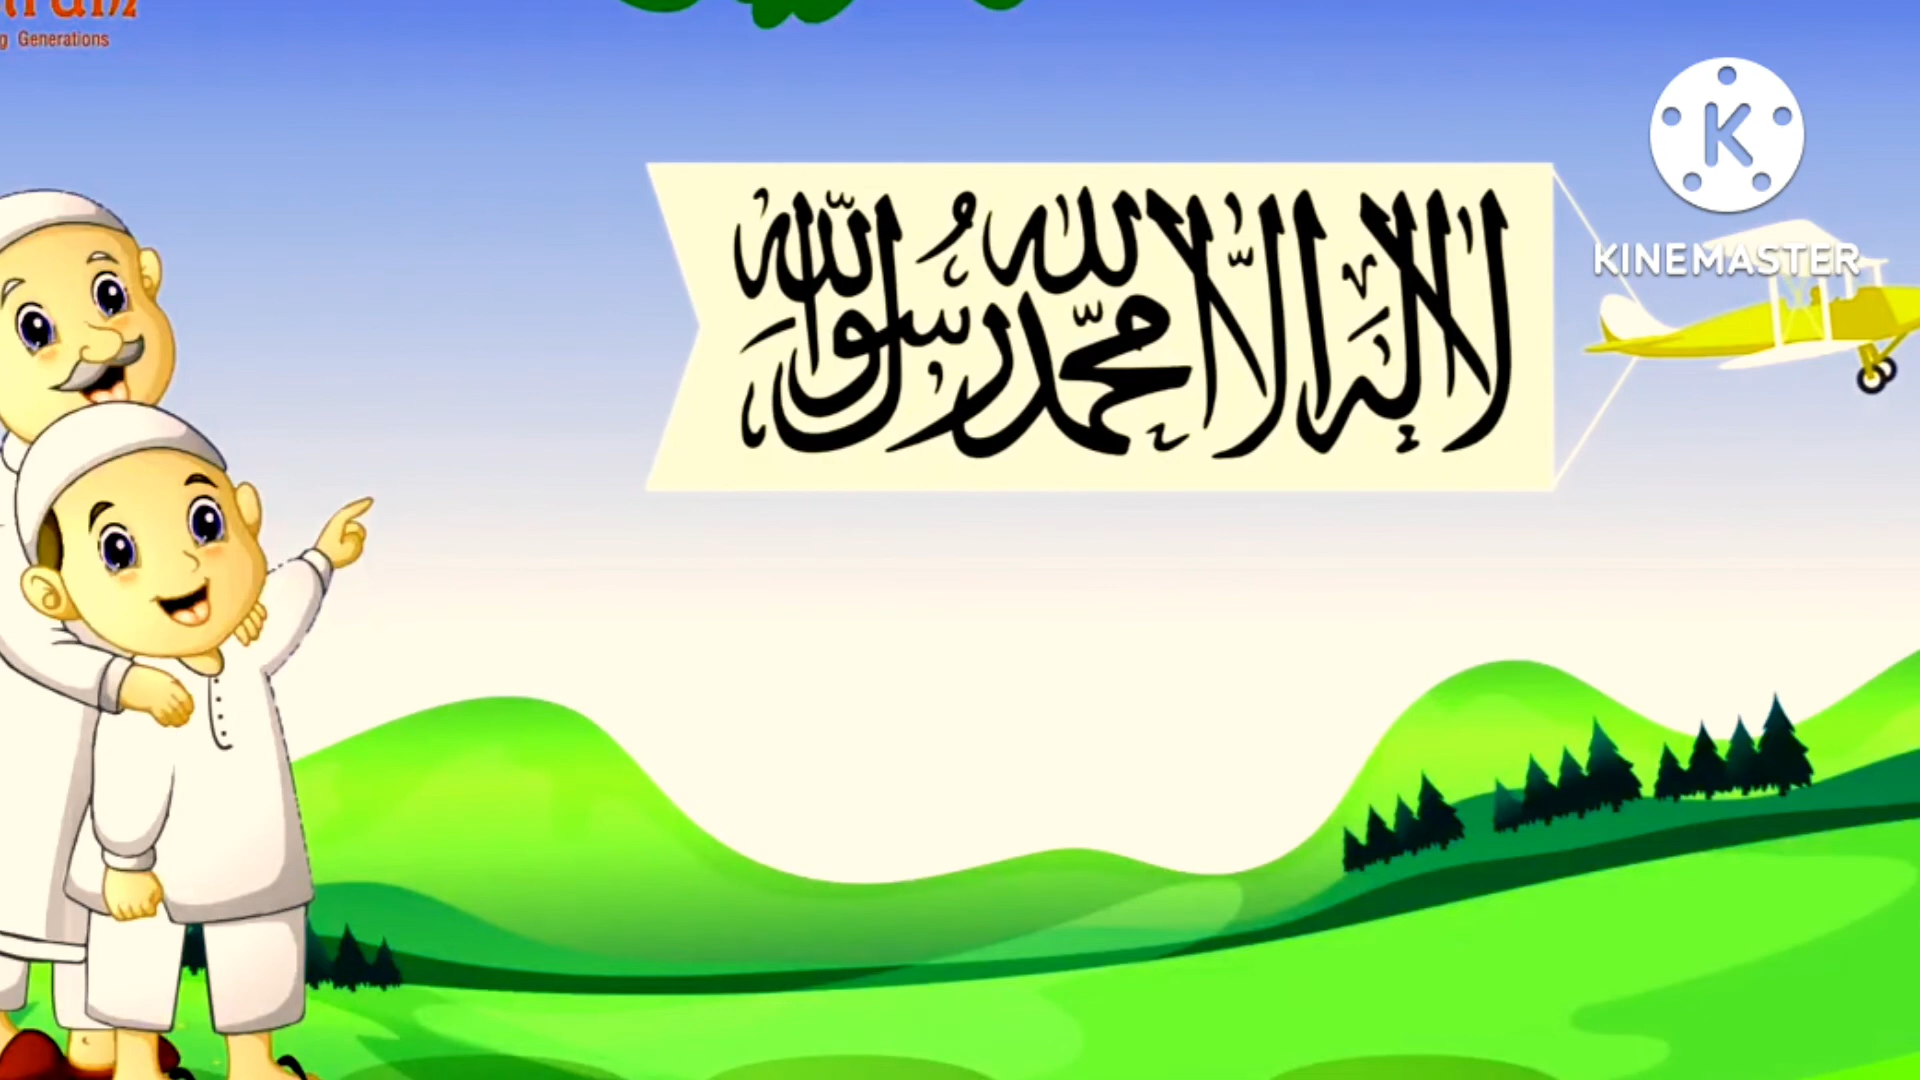 Generations
لا إله إلا الله محمد رسول الله
KINEMASTER